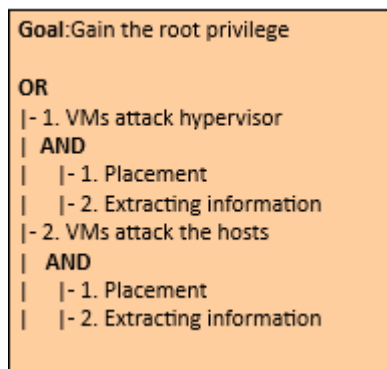 Goal:Gain the root privilege
OR
|- 1. VMs attack hypervisor
| AND
| |- 1. Placement
| |- 2. Extracting information
|- 2. VMs attack the hosts
| AND
| |- 1. Placement
| |- 2. Extracting information